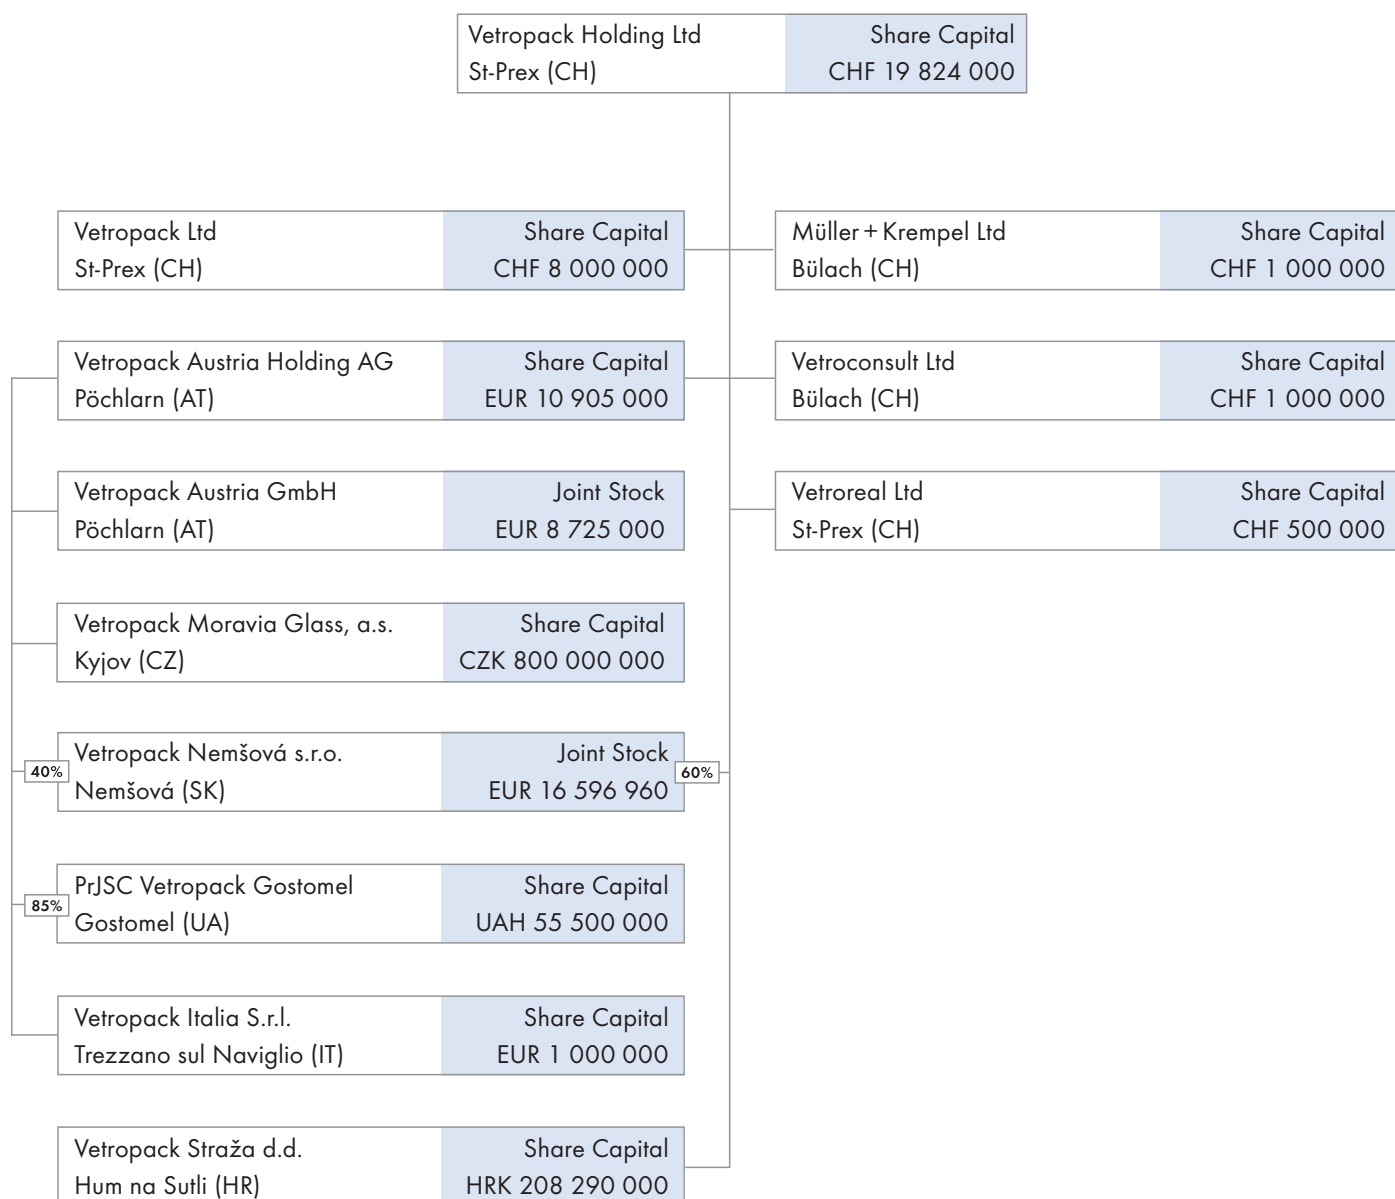 Vetropack Holding Ltd
Share Capital
St-Prex (CH)
CHF 19 824 000
Vetropack Ltd
Share Capital
St-Prex (CH)
CHF 8 000 000
Müller + Krempel Ltd
Share Capital
Bülach (CH)
CHF 1 000 000
Vetropack Austria Holding AG
Share Capital
Pöchlarn (AT)
EUR 10 905 000
Vetroconsult Ltd
Share Capital
Bülach (CH)
CHF 1 000 000
Vetropack Austria GmbH
Joint Stock
Pöchlarn (AT)
EUR 8 725 000
Vetroreal Ltd
Share Capital
St-Prex (CH)
CHF 500 000
Vetropack Moravia Glass, a.s.
Share Capital
Kyjov (CZ)
CZK 800 000 000
40%
Vetropack Nemšová s.r.o.
Joint Stock
Nemšová (SK)
EUR 16 596 960
60%
85%
PrJSC Vetropack Gostomel
Share Capital
Gostomel (UA)
UAH 55 500 000
Vetropack Italia S.r.l.
Share Capital
Trezzano sul Naviglio (IT)
EUR 1 000 000
Vetropack Straža d.d.
Share Capital
Hum na Sutli (HR)
HRK 208 290 000